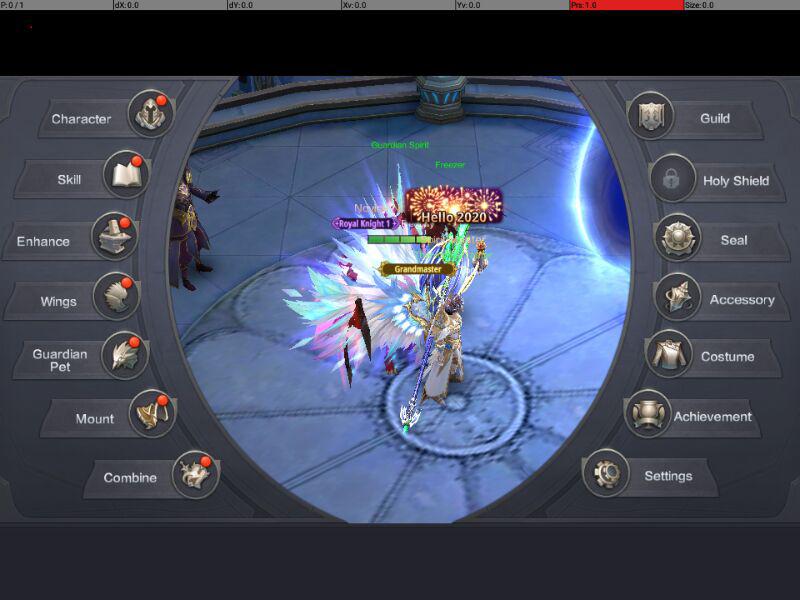 P: 0 / 1 dX: 0.0 dY: 0.0 Xv: 0.0 Yv: 0.0 Prs: 1.0 Size: 0.0
Character
Skill
Enhance
Wings
Guardian
Pet
Mount
Combine
Guardian Spirit
Freezer
Hello 2020
Royal Knight 1
Grandmaster
Guild
Holy Shield
Seal
Accessory
Costume
Achievement
Settings